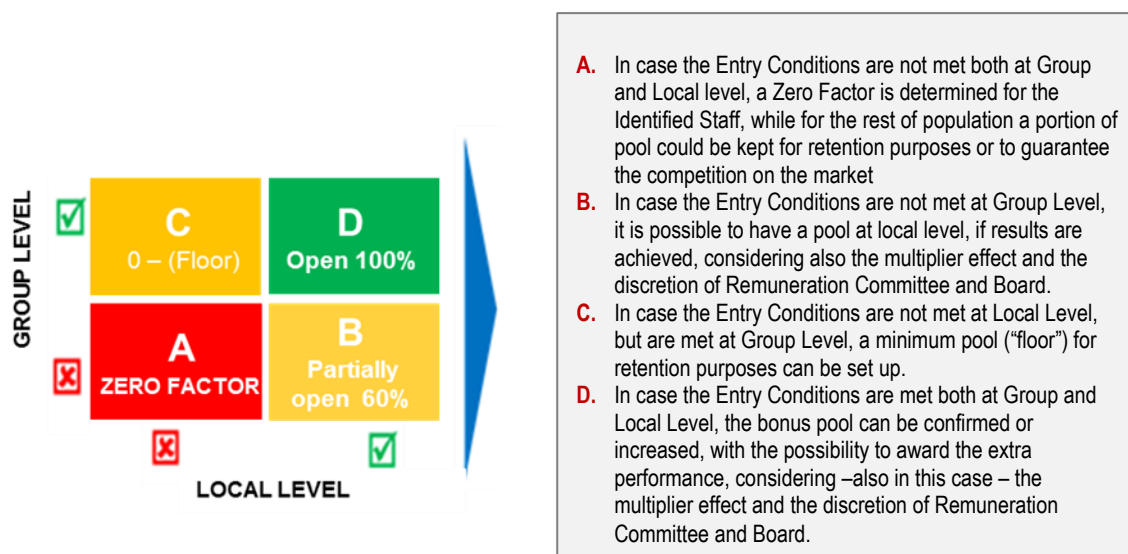 GROUP LEVEL
C
0 – (Floor)
D
Open 100%
A
ZERO FACTOR
B
Partially
open 60%
LOCAL LEVEL
A. In case the Entry Conditions are not met both at Group
and Local level, a Zero Factor is determined for the
Identified Staff, while for the rest of population a portion of
pool could be kept for retention purposes or to guarantee
the competition on the market
B. In case the Entry Conditions are not met at Group Level,
it is possible to have a pool at local level, if results are
achieved, considering also the multiplier effect and the
discretion of Remuneration Committee and Board.
C. In case the Entry Conditions are not met at Local Level,
but are met at Group Level, a minimum pool (“floor”) for
retention purposes can be set up.
D. In case the Entry Conditions are met both at Group and
Local Level, the bonus pool can be confirmed or
increased, with the possibility to award the extra
performance, considering –also in this case – the
multiplier effect and the discretion of Remuneration
Committee and Board.